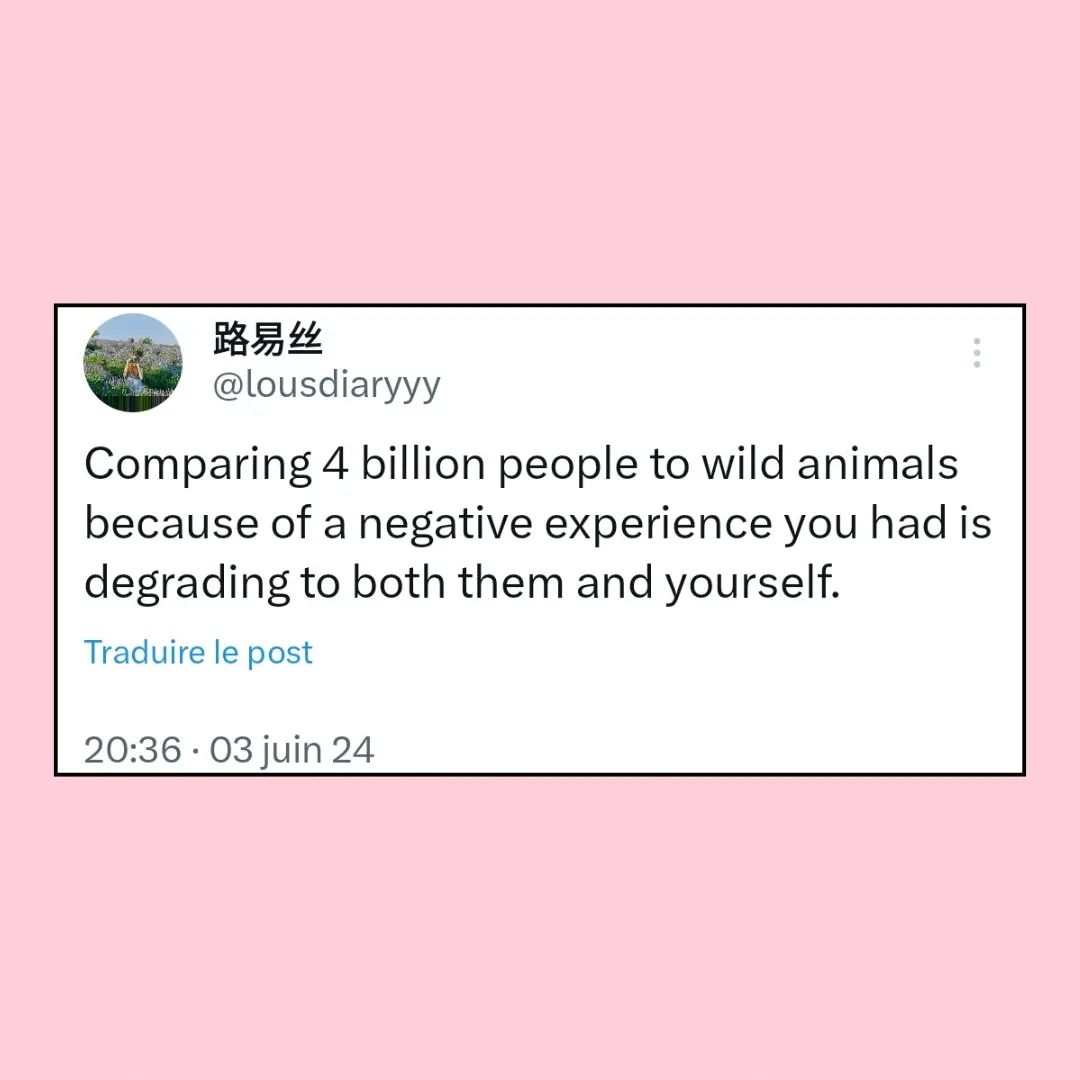 路易丝
@lousdiaryyy
Comparing 4 billion people to wild animals
because of a negative experience you had is
degrading to both them and yourself.
Traduire le post
20:36 · 03 juin 24